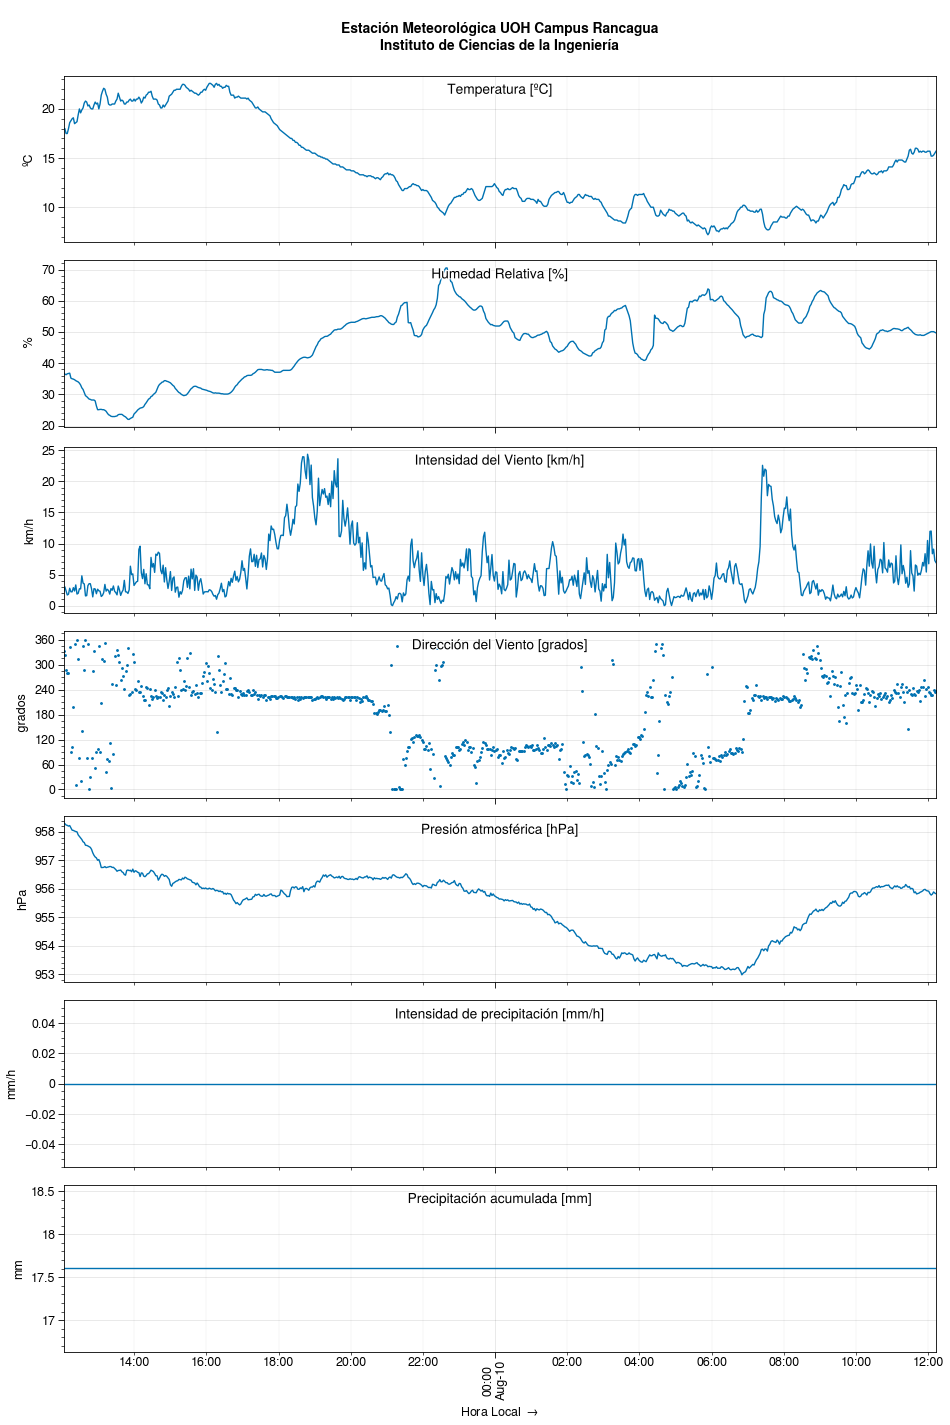 Estación Meteorológica UOH Campus Rancagua
Instituto de Ciencias de la Ingeniería
Temperatura [ºC]
ºC
20
15
10
Humedad Relativa [%]
%
70
60
50
40
30
20
Intensidad del Viento [km/h]
km/h
25
20
15
10
5
0
Dirección del Viento [grados]
grados
360
300
240
180
120
60
0
Presión atmosférica [hPa]
hPa
958
957
956
955
954
953
Intensidad de precipitación [mm/h]
mm/h
0.04
0.02
0
−0.02
−0.04
Precipitación acumulada [mm]
mm
18.5
18
17.5
17
14:00 16:00 18:00 20:00 22:00 00:00 02:00 04:00 06:00 08:00 10:00 12:00
Aug-10
Hora Local →